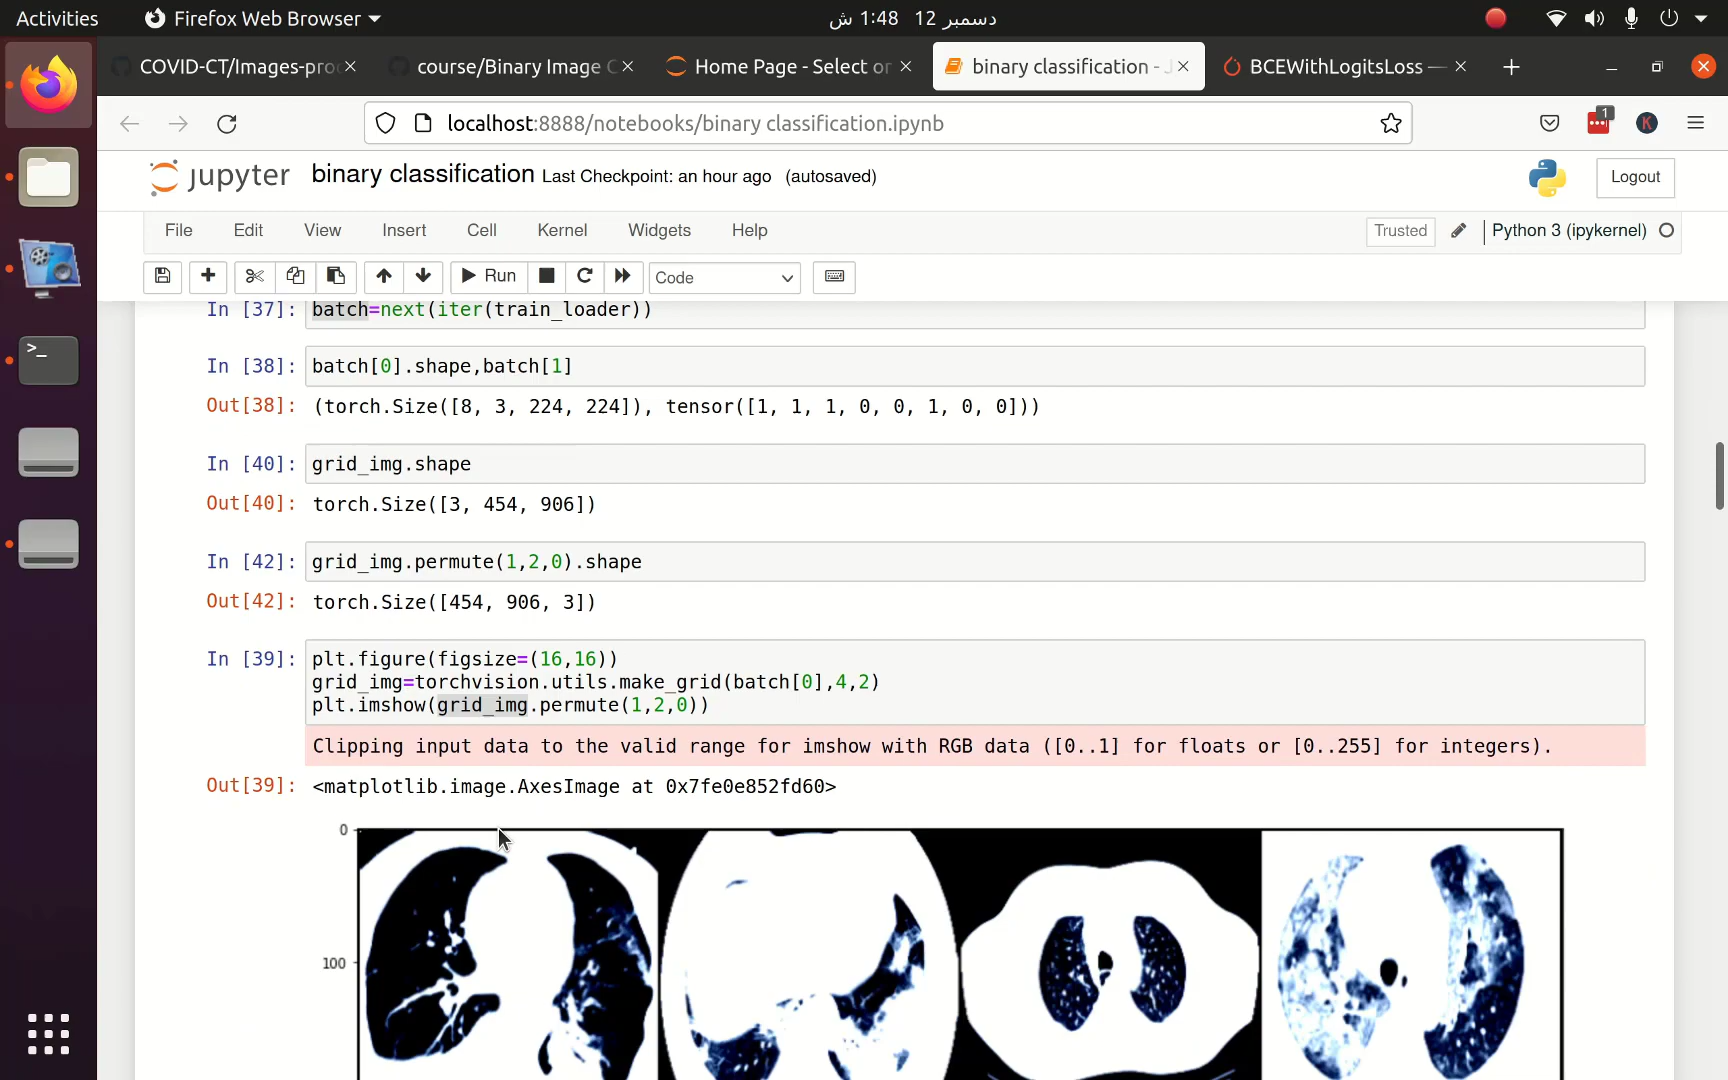 Activities
Firefox Web Browser
دسمبر 12 1:48 ش
COVID-CT/Images-pro
course/Binary Image C
Home Page - Select or
binary classification - J
BCEWithLogitsLoss —
localhost:8888/notebooks/binary classification.ipynb
1
K
jupyter
binary classification Last Checkpoint: an hour ago (autosaved)
Logout
File Edit View Insert Cell Kernel Widgets Help
Trusted
Python 3 (ipykernel)
Run
Code
In [37]: batch=next(iter(train_loader))
In [38]: batch[0].shape,batch[1]
Out[38]: (torch.Size([8, 3, 224, 224]), tensor([1, 1, 1, 0, 0, 1, 0, 0]))
In [40]: grid_img.shape
Out[40]: torch.Size([3, 454, 906])
In [42]: grid_img.permute(1,2,0).shape
Out[42]: torch.Size([454, 906, 3])
In [39]: plt.figure(figsize=(16,16))
grid_img=torchvision.utils.make_grid(batch[0],4,2)
plt.imshow(grid_img.permute(1,2,0))
Clipping input data to the valid range for imshow with RGB data ([0..1] for floats or [0..255] for integers).
Out[39]: <matplotlib.image.AxesImage at 0x7fe0e852fd60>
0
100